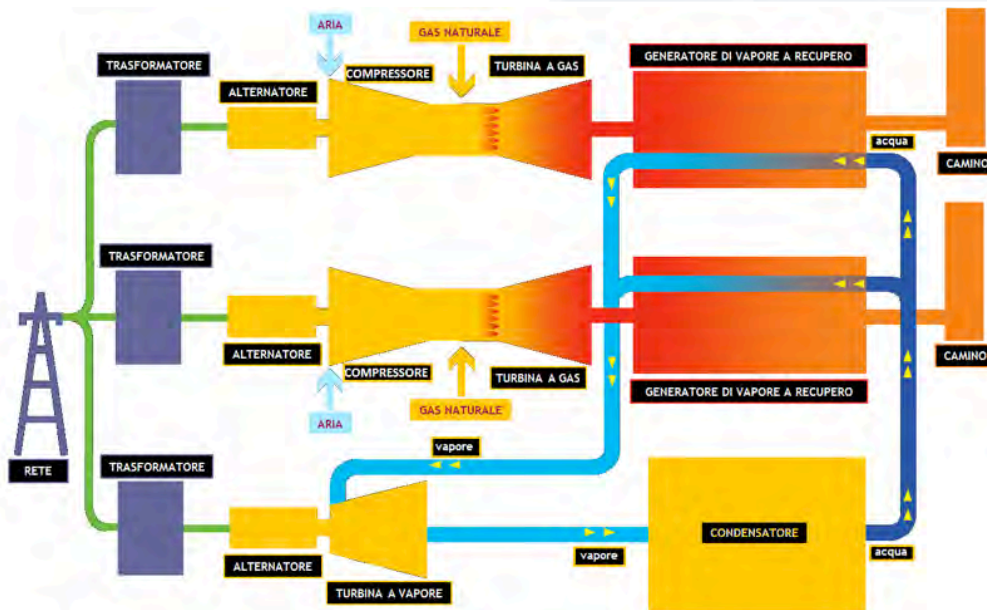 ARIA
GAS NATURALE
TRASFORMATORE
COMPRESSORE
TURBINA A GAS
GENERATORE DI VAPORE A RECUPERO
ALTERNATORE
acqua
CAMINO
TRASFORMATORE
ALTERNATORE
COMPRESSORE
TURBINA A GAS
CAMINO
GENERATORE DI VAPORE A RECUPERO
GAS NATURALE
ARIA
vapore
RETE
TRASFORMATORE
CONDENSATORE
vapore
acqua
ALTERNATORE
TURBINA A VAPORE